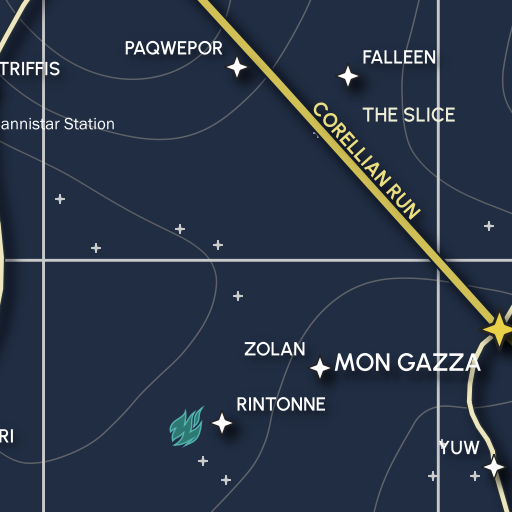 PAQWEPOR
FALLEEN
TRIFFIS
THE SLICE
annistar Station
CORELLIAN RUN
ZOLAN
MON GAZZA
RINTONNE
RI
YUW